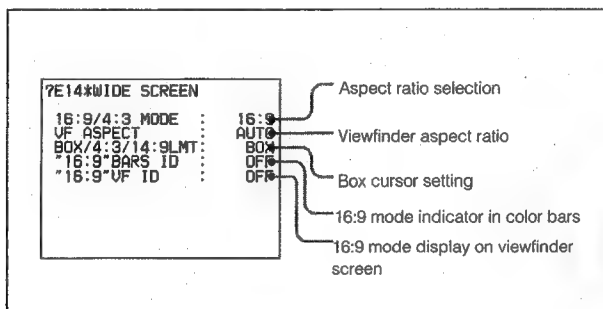 ?E14*WIDE SCREEN
16:9/4:3 MODE : 16:9
VF ASPECT : AUTO
BOX/4:3/14:9LMT: BOX
"16:9"BARS ID : OFF
"16:9"VF ID : OFF
Aspect ratio selection
Viewfinder aspect ratio
Box cursor setting
16:9 mode indicator in color bars
16:9 mode display on viewfinder
screen